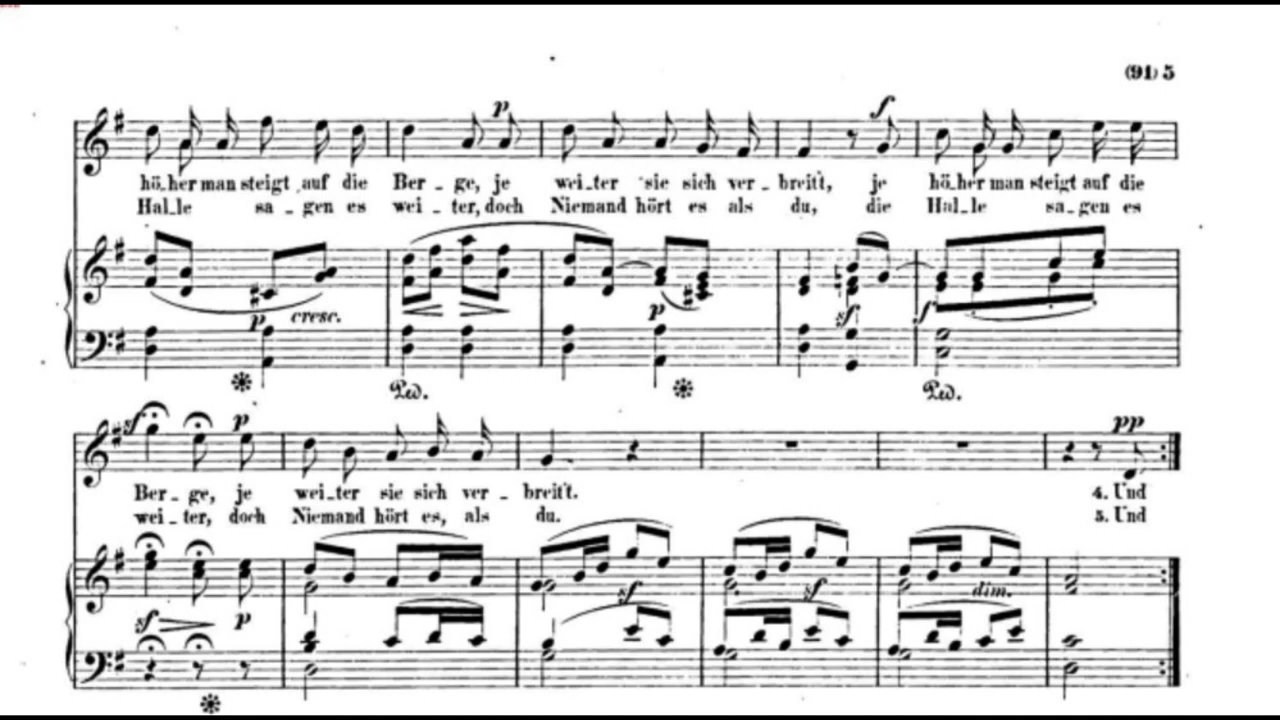 (91) 5
p f
hö_her man steigt auf die Ber_ge, je wei_ter sie sich ver_breit't, je hö_her man steigt auf die
Hal_le sa_gen es wei_ter, doch Niemand hört es als du, die Hal_le sa_gen es
p cresc. p sf f
Ped. Ped.
sf p pp
Ber_ge, je wei_ter sie sich ver_breit't. 4. Und
wei_ter, doch Niemand hört es, als du. 5. Und
sf p sf sf dim.